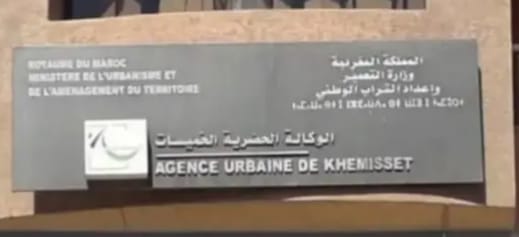 ROYAUME DU MAROC
MINISTERE DE L'URBANISME ET
DE L'AMENAGEMENT DU TERRITOIRE
المملكة المغربية
وزارة التعمير
وإعداد التراب الوطني
الوكالة الحضرية الخميسات
AGENCE URBAINE DE KHEMISSET